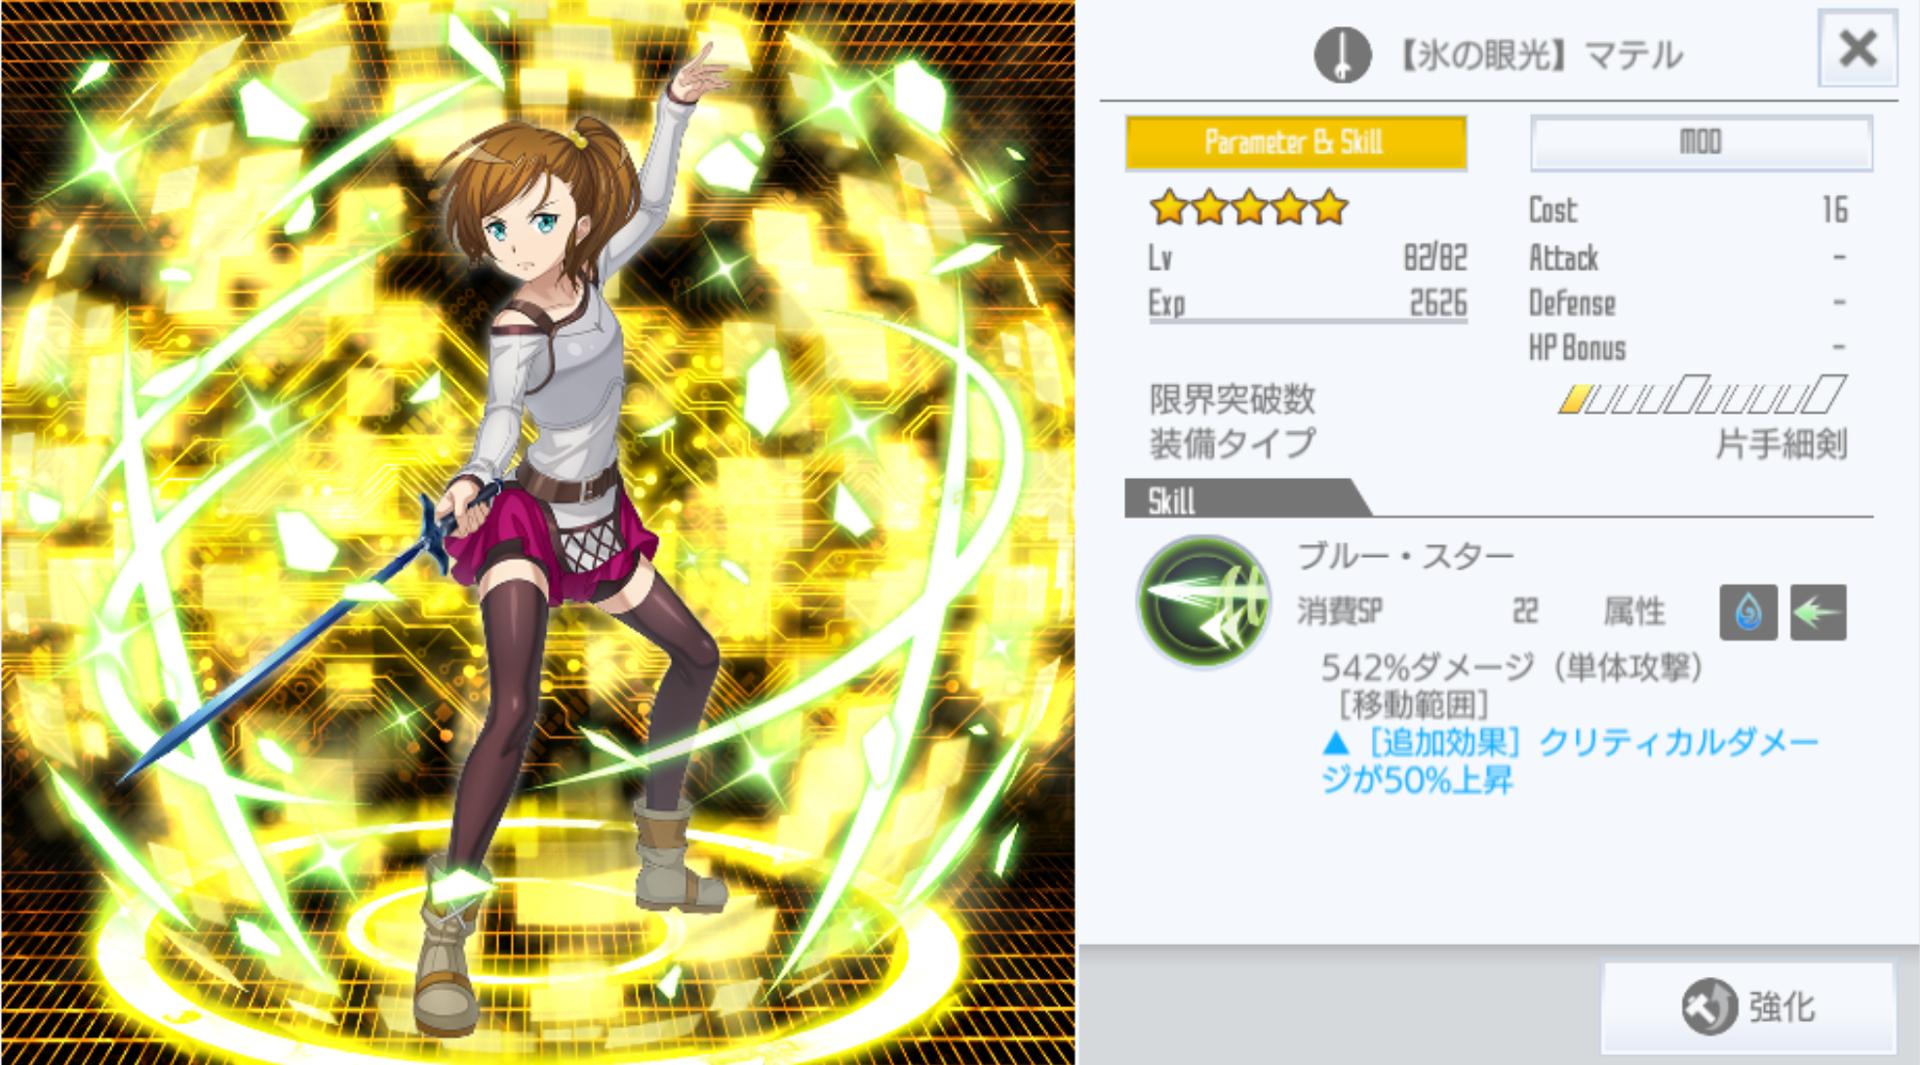 【氷の眼光】マテル
Parameter & Skill
MOD
Lv 82/82
Exp 2626
Cost 16
Attack -
Defense -
HP Bonus -
限界突破数
装備タイプ 片手細剣
Skill
ブルー・スター
消費SP 22 属性
542%ダメージ（単体攻撃）
［移動範囲］
▲［追加効果］クリティカルダメー
ジが50%上昇
強化